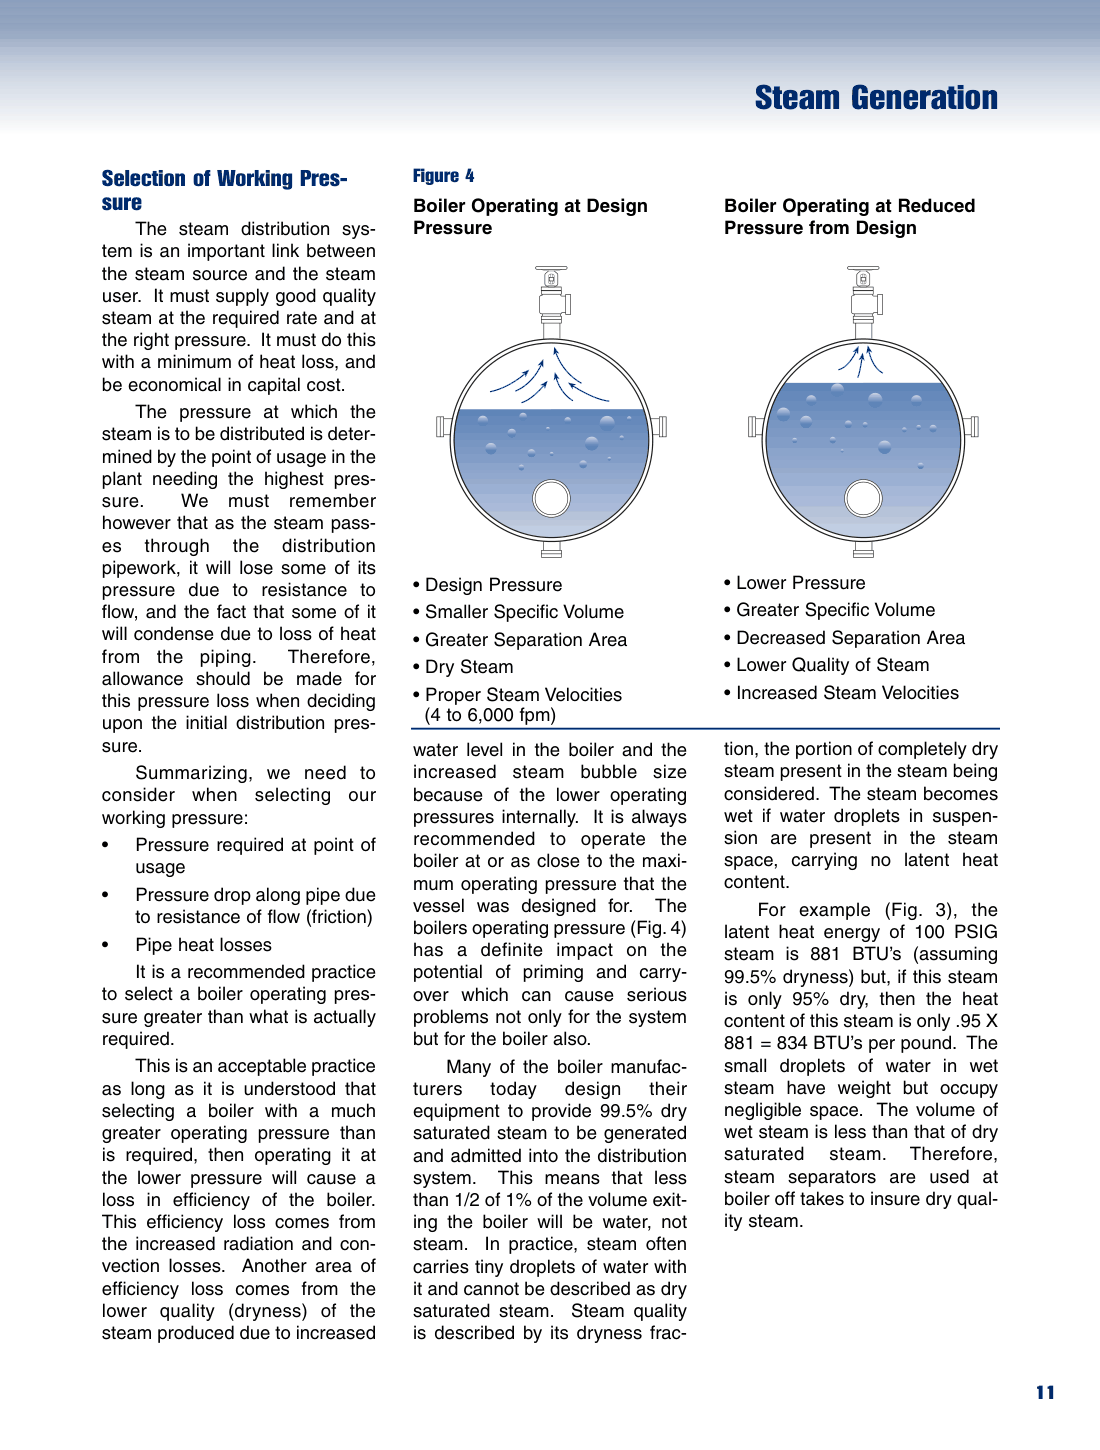 Steam Generation
Selection of Working Pres-
sure
The steam distribution sys-
tem is an important link between
the steam source and the steam
user. It must supply good quality
steam at the required rate and at
the right pressure. It must do this
with a minimum of heat loss, and
be economical in capital cost.
The pressure at which the
steam is to be distributed is deter-
mined by the point of usage in the
plant needing the highest pres-
sure. We must remember
however that as the steam pass-
es through the distribution
pipework, it will lose some of its
pressure due to resistance to
flow, and the fact that some of it
will condense due to loss of heat
from the piping. Therefore,
allowance should be made for
this pressure loss when deciding
upon the initial distribution pres-
sure.
Summarizing, we need to
consider when selecting our
working pressure:
• Pressure required at point of
usage
• Pressure drop along pipe due
to resistance of flow (friction)
• Pipe heat losses
It is a recommended practice
to select a boiler operating pres-
sure greater than what is actually
required.
This is an acceptable practice
as long as it is understood that
selecting a boiler with a much
greater operating pressure than
is required, then operating it at
the lower pressure will cause a
loss in efficiency of the boiler.
This efficiency loss comes from
the increased radiation and con-
vection losses. Another area of
efficiency loss comes from the
lower quality (dryness) of the
steam produced due to increased
Figure 4
Boiler Operating at Design
Pressure
• Design Pressure
• Smaller Specific Volume
• Greater Separation Area
• Dry Steam
• Proper Steam Velocities
(4 to 6,000 fpm)
Boiler Operating at Reduced
Pressure from Design
• Lower Pressure
• Greater Specific Volume
• Decreased Separation Area
• Lower Quality of Steam
• Increased Steam Velocities
water level in the boiler and the
increased steam bubble size
because of the lower operating
pressures internally. It is always
recommended to operate the
boiler at or as close to the maxi-
mum operating pressure that the
vessel was designed for. The
boilers operating pressure (Fig. 4)
has a definite impact on the
potential of priming and carry-
over which can cause serious
problems not only for the system
but for the boiler also.
Many of the boiler manufac-
turers today design their
equipment to provide 99.5% dry
saturated steam to be generated
and admitted into the distribution
system. This means that less
than 1/2 of 1% of the volume exit-
ing the boiler will be water, not
steam. In practice, steam often
carries tiny droplets of water with
it and cannot be described as dry
saturated steam. Steam quality
is described by its dryness frac-
tion, the portion of completely dry
steam present in the steam being
considered. The steam becomes
wet if water droplets in suspen-
sion are present in the steam
space, carrying no latent heat
content.
For example (Fig. 3), the
latent heat energy of 100 PSIG
steam is 881 BTU's (assuming
99.5% dryness) but, if this steam
is only 95% dry, then the heat
content of this steam is only .95 X
881 = 834 BTU's per pound. The
small droplets of water in wet
steam have weight but occupy
negligible space. The volume of
wet steam is less than that of dry
saturated steam. Therefore,
steam separators are used at
boiler off takes to insure dry qual-
ity steam.
11